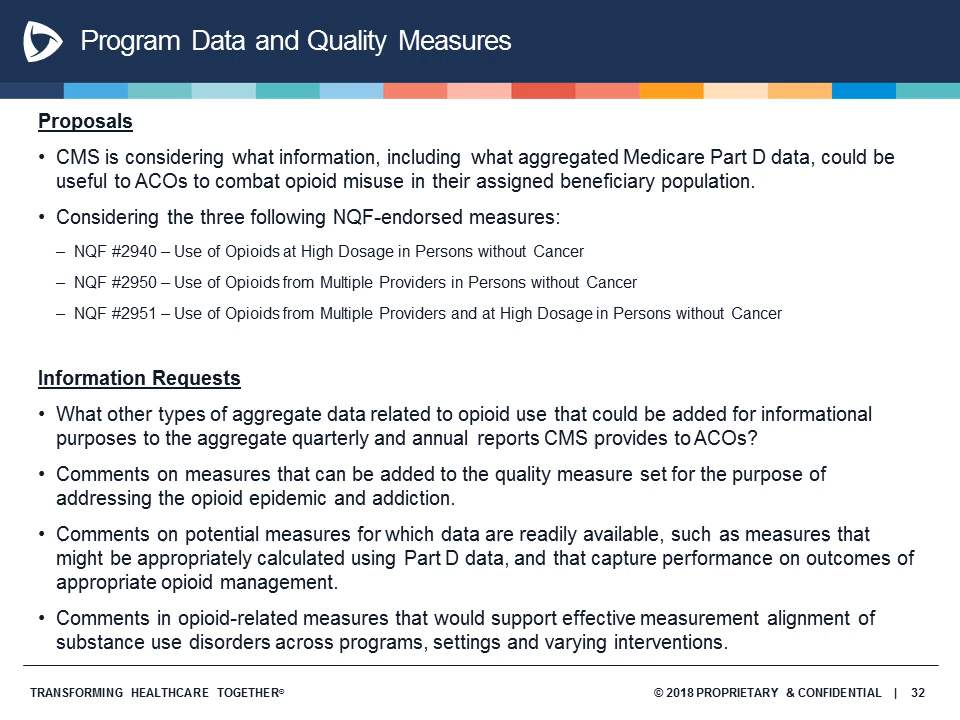 Program Data and Quality Measures
Proposals
• CMS is considering what information, including what aggregated Medicare Part D data, could be
useful to ACOs to combat opioid misuse in their assigned beneficiary population.
• Considering the three following NQF-endorsed measures:
– NQF #2940 – Use of Opioids at High Dosage in Persons without Cancer
– NQF #2950 – Use of Opioids from Multiple Providers in Persons without Cancer
– NQF #2951 – Use of Opioids from Multiple Providers and at High Dosage in Persons without Cancer
Information Requests
• What other types of aggregate data related to opioid use that could be added for informational
purposes to the aggregate quarterly and annual reports CMS provides to ACOs?
• Comments on measures that can be added to the quality measure set for the purpose of
addressing the opioid epidemic and addiction.
• Comments on potential measures for which data are readily available, such as measures that
might be appropriately calculated using Part D data, and that capture performance on outcomes of
appropriate opioid management.
• Comments in opioid-related measures that would support effective measurement alignment of
substance use disorders across programs, settings and varying interventions.
TRANSFORMING HEALTHCARE TOGETHER® © 2018 PROPRIETARY & CONFIDENTIAL | 32